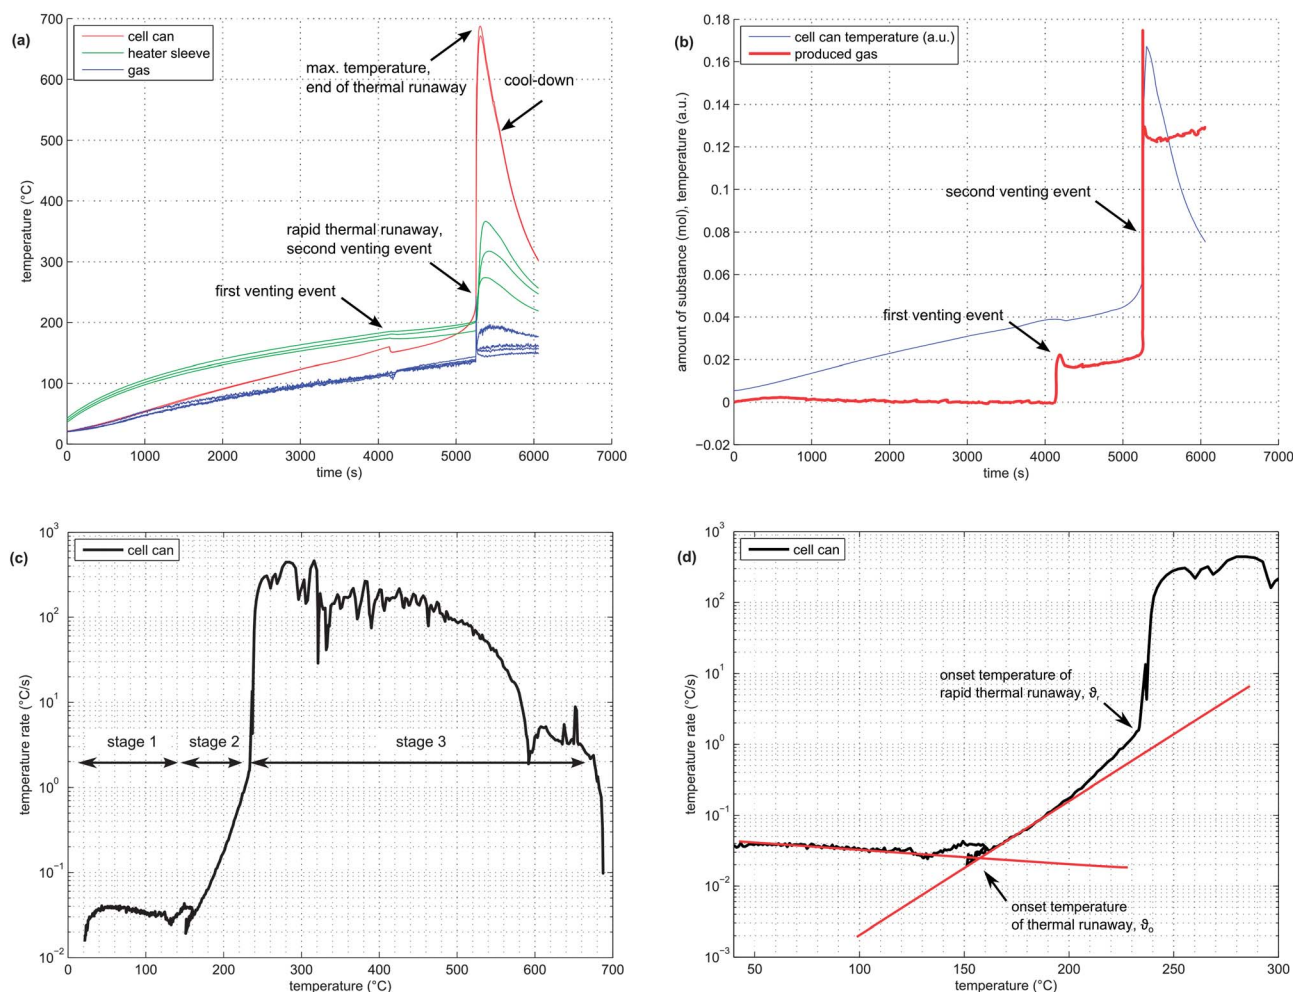 (a)
cell can
heater sleeve
gas
max. temperature,
end of thermal runaway
cool-down
rapid thermal runaway,
second venting event
first venting event
temperature (°C)
700
600
500
400
300
200
100
0
0 1000 2000 3000 4000 5000 6000 7000
time (s)
(b)
cell can temperature (a.u.)
produced gas
second venting event
first venting event
amount of substance (mol), temperature (a.u.)
0.18
0.16
0.14
0.12
0.1
0.08
0.06
0.04
0.02
0
−0.02
0 1000 2000 3000 4000 5000 6000 7000
time (s)
(c)
cell can
stage 1 stage 2 stage 3
temperature rate (°C/s)
10³
10²
10¹
10⁰
10⁻¹
10⁻²
0 100 200 300 400 500 600 700
temperature (°C)
(d)
cell can
onset temperature of
rapid thermal runaway, ϑr
onset temperature
of thermal runaway, ϑo
temperature rate (°C/s)
10³
10²
10¹
10⁰
10⁻¹
10⁻²
10⁻³
50 100 150 200 250 300
temperature (°C)